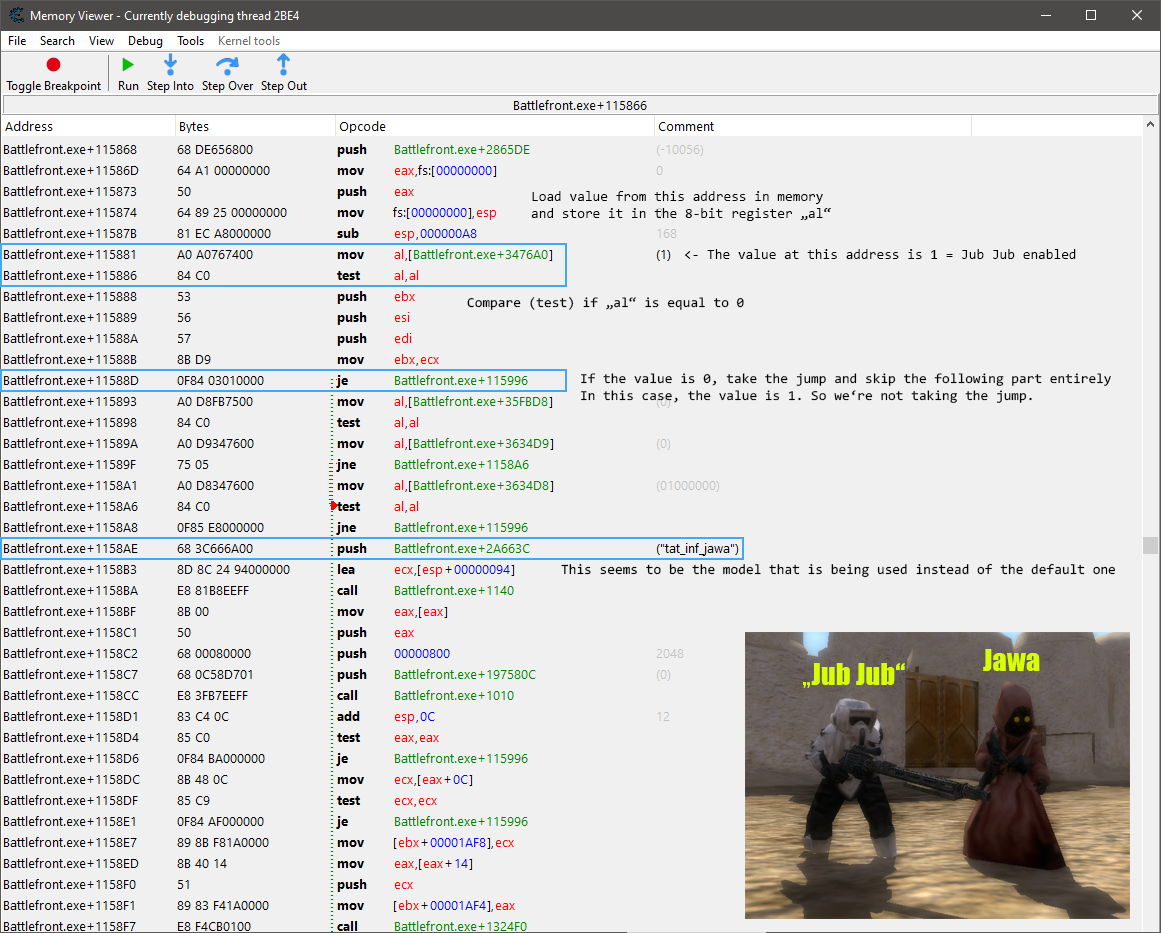 Memory Viewer - Currently debugging thread 2BE4
File Search View Debug Tools Kernel tools
Toggle Breakpoint Run Step Into Step Over Step Out
Battlefront.exe+115866
Address Bytes Opcode Comment
Battlefront.exe+115868 68 DE656800 push Battlefront.exe+2865DE (-10056)
Battlefront.exe+11586D 64 A1 00000000 mov eax,fs:[00000000] 0
Battlefront.exe+115873 50 push eax
Load value from this address in memory
Battlefront.exe+115874 64 89 25 00000000 mov fs:[00000000],esp
and store it in the 8-bit register „al“
Battlefront.exe+11587B 81 EC A8000000 sub esp,000000A8 168
Battlefront.exe+115881 A0 A0767400 mov al,[Battlefront.exe+3476A0] (1) <- The value at this address is 1 = Jub Jub enabled
Battlefront.exe+115886 84 C0 test al,al
Battlefront.exe+115888 53 push ebx
Compare (test) if „al“ is equal to 0
Battlefront.exe+115889 56 push esi
Battlefront.exe+11588A 57 push edi
Battlefront.exe+11588B 8B D9 mov ebx,ecx
Battlefront.exe+11588D 0F84 03010000 je Battlefront.exe+115996 If the value is 0, take the jump and skip the following part entirely
In this case, the value is 1. So we‘re not taking the jump.
Battlefront.exe+115893 A0 D8FB7500 mov al,[Battlefront.exe+35FBD8] (0)
Battlefront.exe+115898 84 C0 test al,al
Battlefront.exe+11589A A0 D9347600 mov al,[Battlefront.exe+3634D9] (0)
Battlefront.exe+11589F 75 05 jne Battlefront.exe+1158A6
Battlefront.exe+1158A1 A0 D8347600 mov al,[Battlefront.exe+3634D8] (01000000)
Battlefront.exe+1158A6 84 C0 test al,al
Battlefront.exe+1158A8 0F85 E8000000 jne Battlefront.exe+115996
Battlefront.exe+1158AE 68 3C666A00 push Battlefront.exe+2A663C ("tat_inf_jawa")
Battlefront.exe+1158B3 8D 8C 24 94000000 lea ecx,[esp+00000094] This seems to be the model that is being used instead of the default one
Battlefront.exe+1158BA E8 81B8EEFF call Battlefront.exe+1140
Battlefront.exe+1158BF 8B 00 mov eax,[eax]
Battlefront.exe+1158C1 50 push eax
Battlefront.exe+1158C2 68 00080000 push 00000800 2048
Battlefront.exe+1158C7 68 0C58D701 push Battlefront.exe+197580C (0)
Battlefront.exe+1158CC E8 3FB7EEFF call Battlefront.exe+1010
Battlefront.exe+1158D1 83 C4 0C add esp,0C 12
Battlefront.exe+1158D4 85 C0 test eax,eax
Battlefront.exe+1158D6 0F84 BA000000 je Battlefront.exe+115996
Battlefront.exe+1158DC 8B 48 0C mov ecx,[eax+0C]
Battlefront.exe+1158DF 85 C9 test ecx,ecx
Battlefront.exe+1158E1 0F84 AF000000 je Battlefront.exe+115996
Battlefront.exe+1158E7 89 8B F81A0000 mov [ebx+00001AF8],ecx
Battlefront.exe+1158ED 8B 40 14 mov eax,[eax+14]
Battlefront.exe+1158F0 51 push ecx
Battlefront.exe+1158F1 89 83 F41A0000 mov [ebx+00001AF4],eax
Battlefront.exe+1158F7 E8 F4CB0100 call Battlefront.exe+1324F0
„Jub Jub“
Jawa